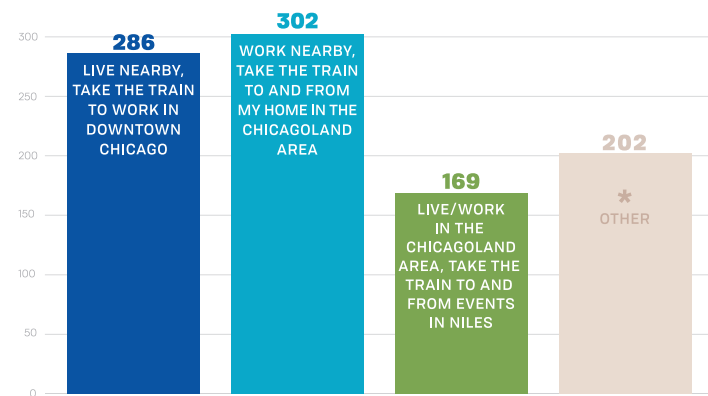 302
286
300
LIVE NEARBY,
TAKE THE TRAIN
TO WORK IN
DOWNTOWN
CHICAGO
WORK NEARBY,
TAKE THE TRAIN
TO AND FROM
MY HOME IN THE
CHICAGOLAND
AREA
250
200
202
*
OTHER
169
LIVE/WORK
IN THE
CHICAGOLAND
AREA, TAKE THE
TRAIN TO AND
FROM EVENTS
IN NILES
150
100
50
0